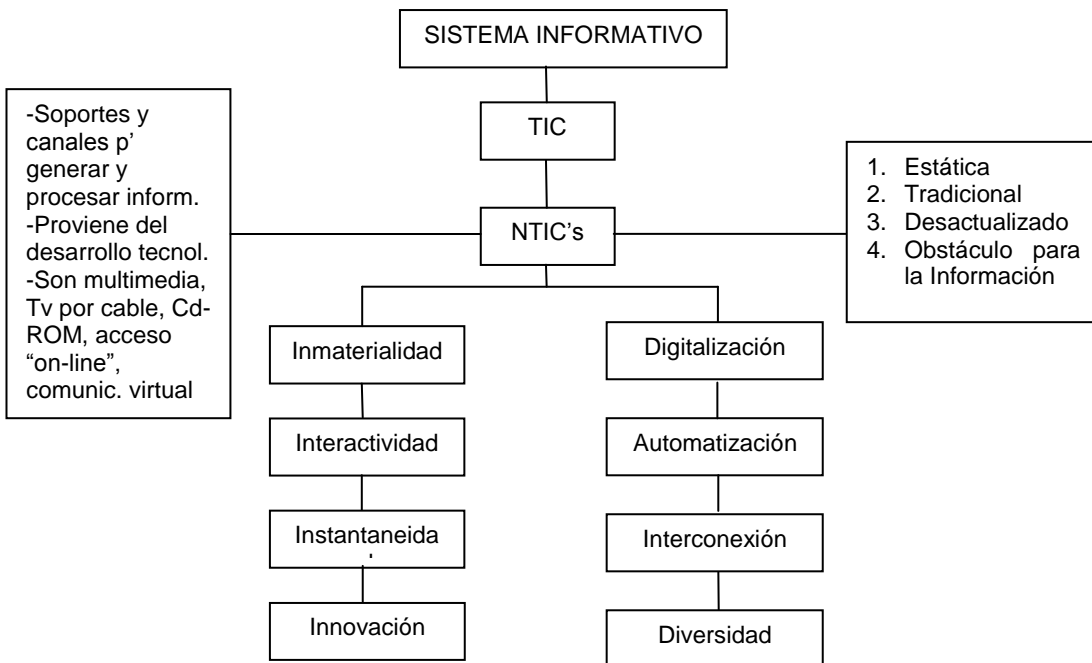 SISTEMA INFORMATIVO
TIC
NTIC's
-Soportes y
canales p'
generar y
procesar inform.
-Proviene del
desarrollo tecnol.
-Son multimedia,
Tv por cable, Cd-
ROM, acceso
“on-line”,
comunic. virtual
1. Estática
2. Tradicional
3. Desactualizado
4. Obstáculo para
la Información
Inmaterialidad
Interactividad
Instantaneida
Innovación
Digitalización
Automatización
Interconexión
Diversidad